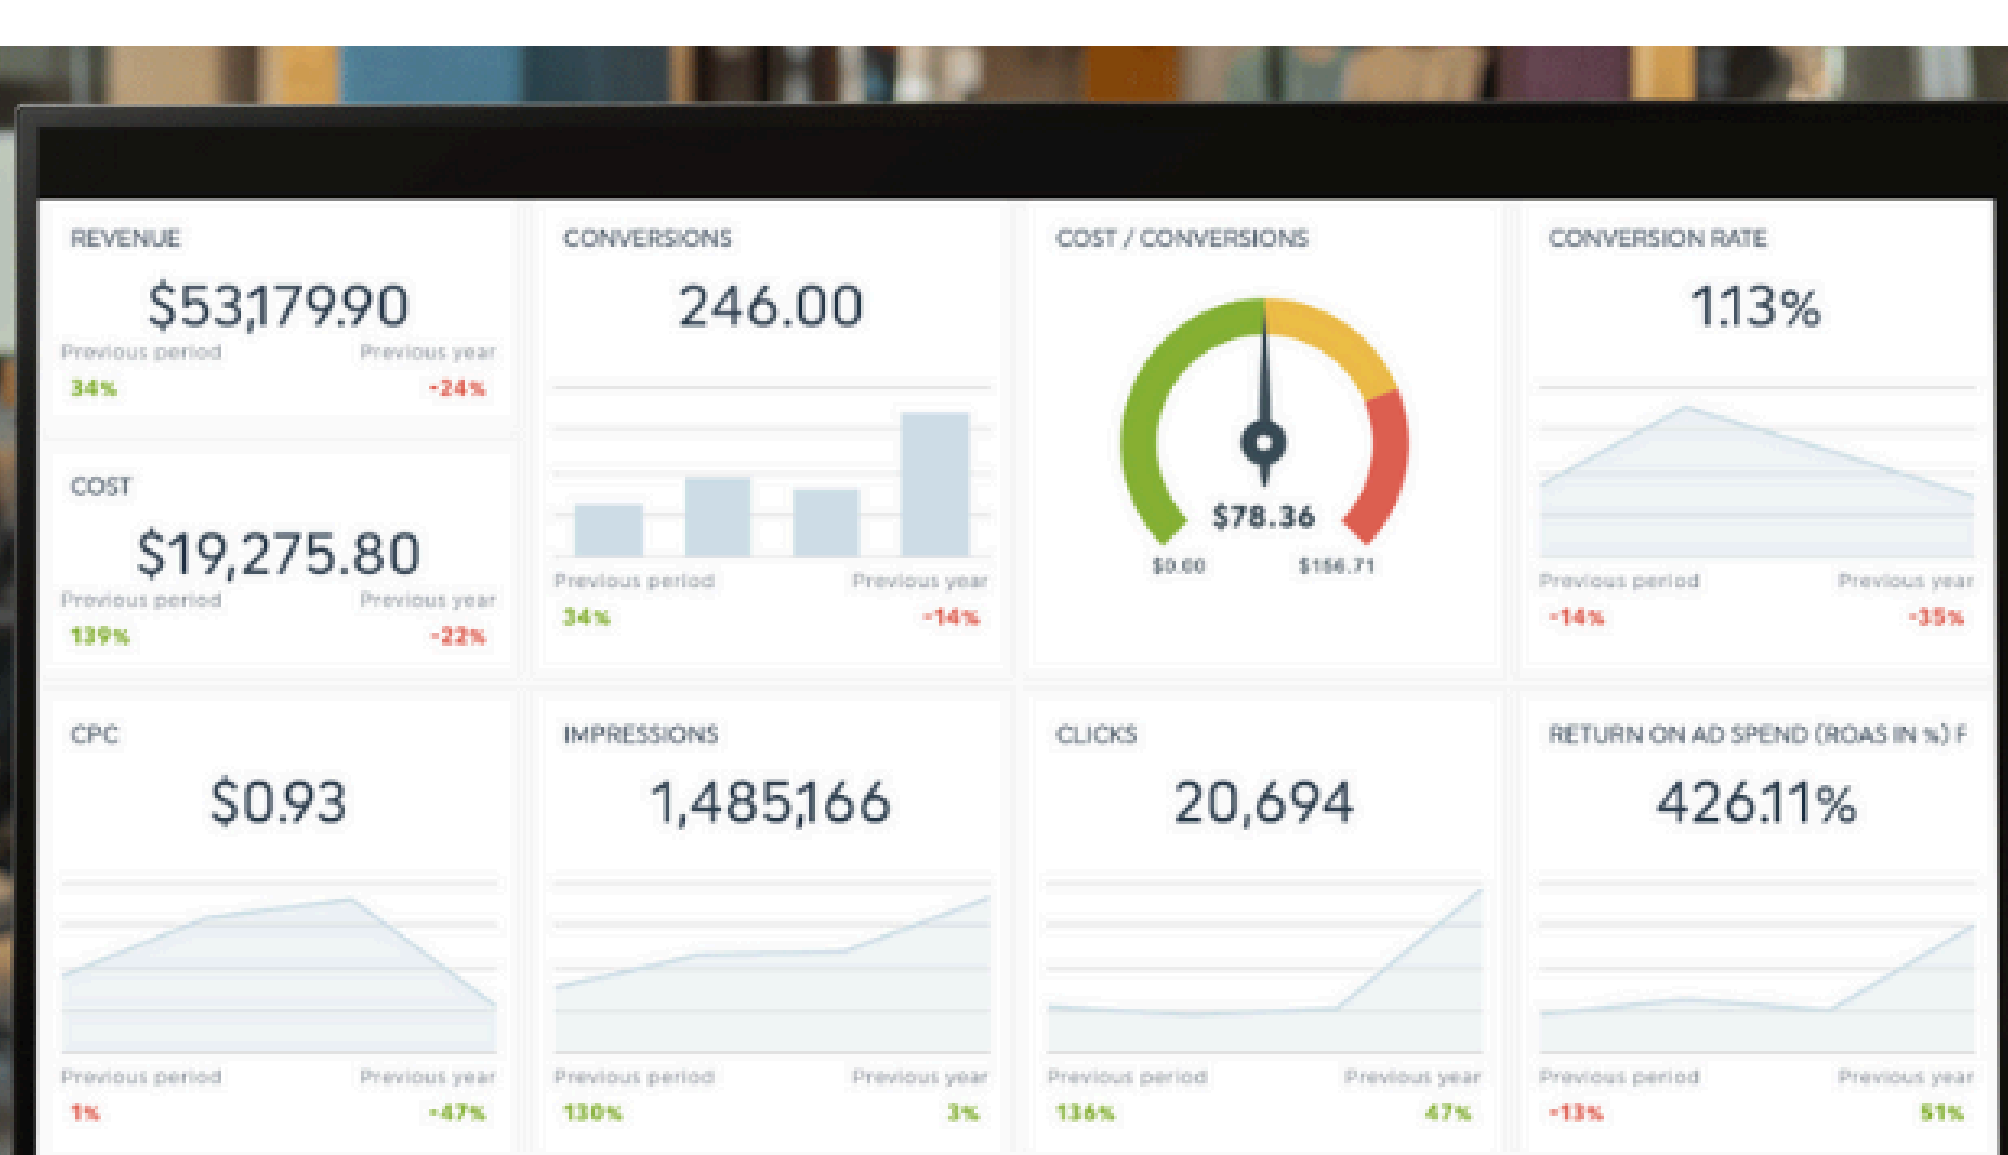 REVENUE
$53,179.90
Previous period Previous year
34% -24%
COST
$19,275.80
Previous period Previous year
139% -22%
CONVERSIONS
246.00
Previous period Previous year
34% -14%
COST / CONVERSIONS
$78.36
$0.00 $156.71
CONVERSION RATE
1.13%
Previous period Previous year
-14% -35%
CPC
$0.93
Previous period Previous year
1% -47%
IMPRESSIONS
1,485,166
Previous period Previous year
130% 3%
CLICKS
20,694
Previous period Previous year
136% 47%
RETURN ON AD SPEND (ROAS IN %) F
426.11%
Previous period Previous year
-13% 51%